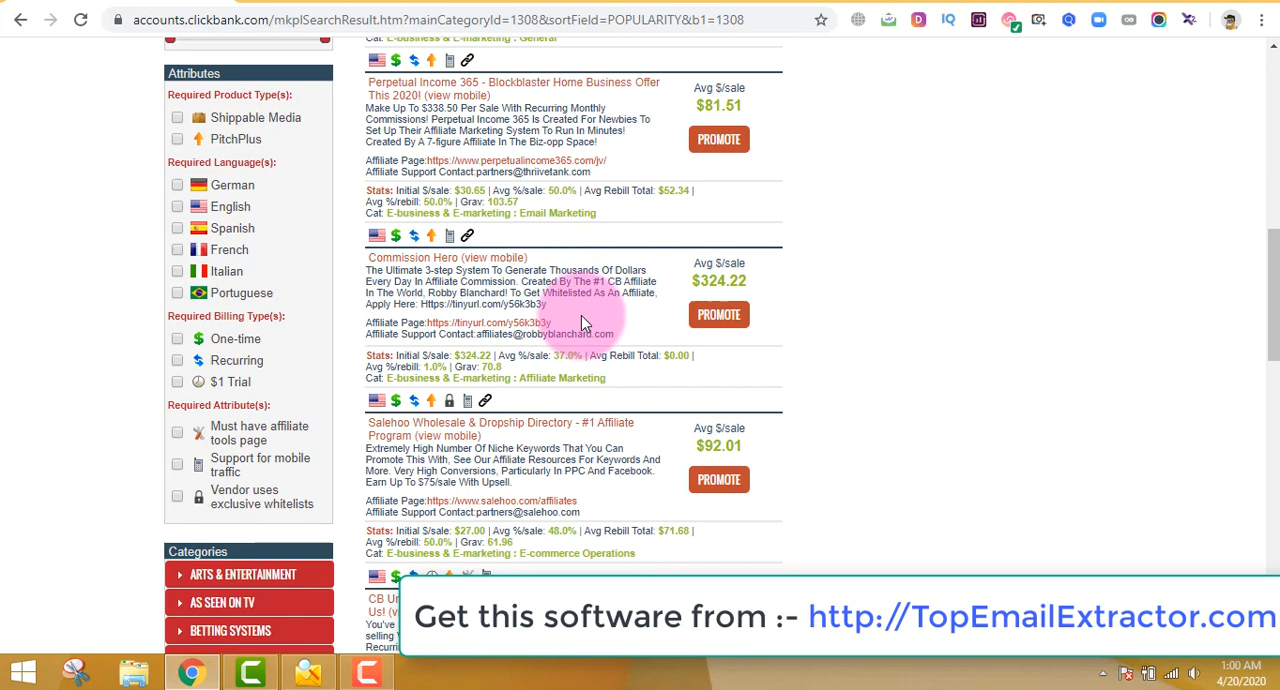 accounts.clickbank.com/mkplSearchResult.htm?mainCategoryId=1308&sortField=POPULARITY&b1=1308
Cat: E-business & E-marketing : General
Attributes
Required Product Type(s):
Shippable Media
PitchPlus
Required Language(s):
German
English
Spanish
French
Italian
Portuguese
Required Billing Type(s):
One-time
Recurring
$1 Trial
Required Attribute(s):
Must have affiliate
tools page
Support for mobile
traffic
Vendor uses
exclusive whitelists
Categories
ARTS & ENTERTAINMENT
AS SEEN ON TV
BETTING SYSTEMS
Perpetual Income 365 - Blockblaster Home Business Offer
This 2020! (view mobile)
Make Up To $338.50 Per Sale With Recurring Monthly
Commissions! Perpetual Income 365 Is Created For Newbies To
Set Up Their Affiliate Marketing System To Run In Minutes!
Created By A 7-figure Affiliate In The Biz-opp Space!
Affiliate Page:https://www.perpetualincome365.com/jv/
Affiliate Support Contact:partners@thriivetank.com
Avg $/sale
$81.51
PROMOTE
Stats: Initial $/sale: $30.65 | Avg %/sale: 50.0% | Avg Rebill Total: $52.34 |
Avg %/rebill: 50.0% | Grav: 103.57
Cat: E-business & E-marketing : Email Marketing
Commission Hero (view mobile)
The Ultimate 3-step System To Generate Thousands Of Dollars
Every Day In Affiliate Commission. Created By The #1 CB Affiliate
In The World, Robby Blanchard! To Get Whitelisted As An Affiliate,
Apply Here: Https://tinyurl.com/y56k3b3y
Affiliate Page:https://tinyurl.com/y56k3b3y
Affiliate Support Contact:affiliates@robbyblanchard.com
Avg $/sale
$324.22
PROMOTE
Stats: Initial $/sale: $324.22 | Avg %/sale: 37.0% | Avg Rebill Total: $0.00 |
Avg %/rebill: 1.0% | Grav: 70.8
Cat: E-business & E-marketing : Affiliate Marketing
Salehoo Wholesale & Dropship Directory - #1 Affiliate
Program (view mobile)
Extremely High Number Of Niche Keywords That You Can
Promote This With, See Our Affiliate Resources For Keywords And
More. Very High Conversions, Particularly In PPC And Facebook.
Earn Up To $75/sale With Upsell.
Affiliate Page:https://www.salehoo.com/affiliates
Affiliate Support Contact:partners@salehoo.com
Avg $/sale
$92.01
PROMOTE
Stats: Initial $/sale: $27.00 | Avg %/sale: 48.0% | Avg Rebill Total: $71.68 |
Avg %/rebill: 50.0% | Grav: 61.96
Cat: E-business & E-marketing : E-commerce Operations
CB
Us!
You've
selling
Get this software from :- http://TopEmailExtractor.com
1:00 AM
4/20/2020